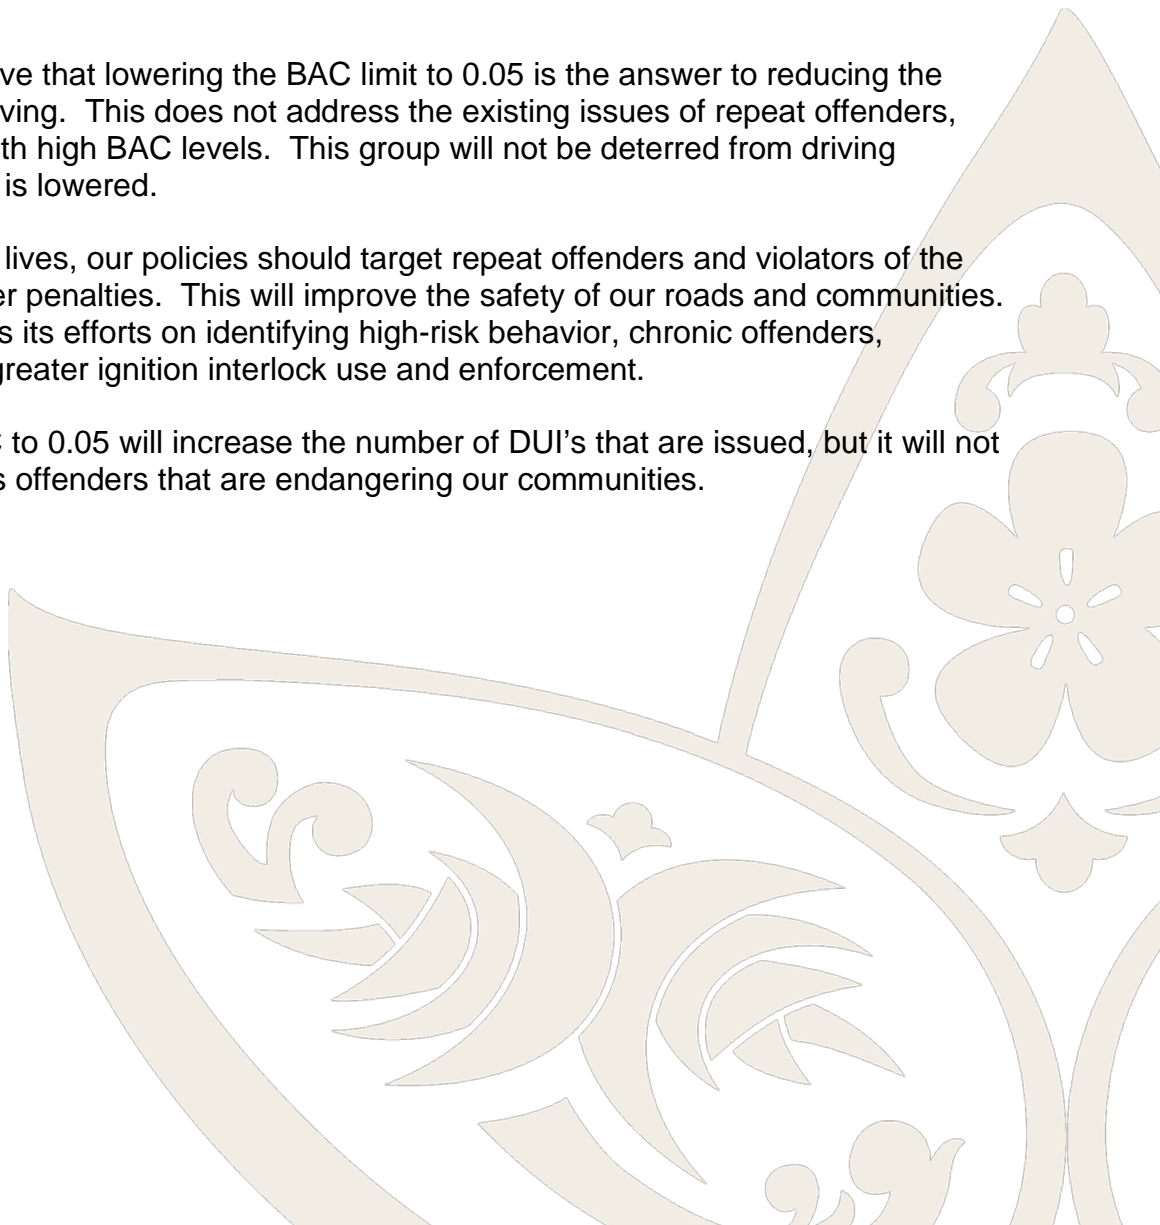 ve that lowering the BAC limit to 0.05 is the answer to reducing the
ving. This does not address the existing issues of repeat offenders,
th high BAC levels. This group will not be deterred from driving
is lowered.
lives, our policies should target repeat offenders and violators of the
er penalties. This will improve the safety of our roads and communities.
s its efforts on identifying high-risk behavior, chronic offenders,
greater ignition interlock use and enforcement.
to 0.05 will increase the number of DUI’s that are issued, but it will not
s offenders that are endangering our communities.